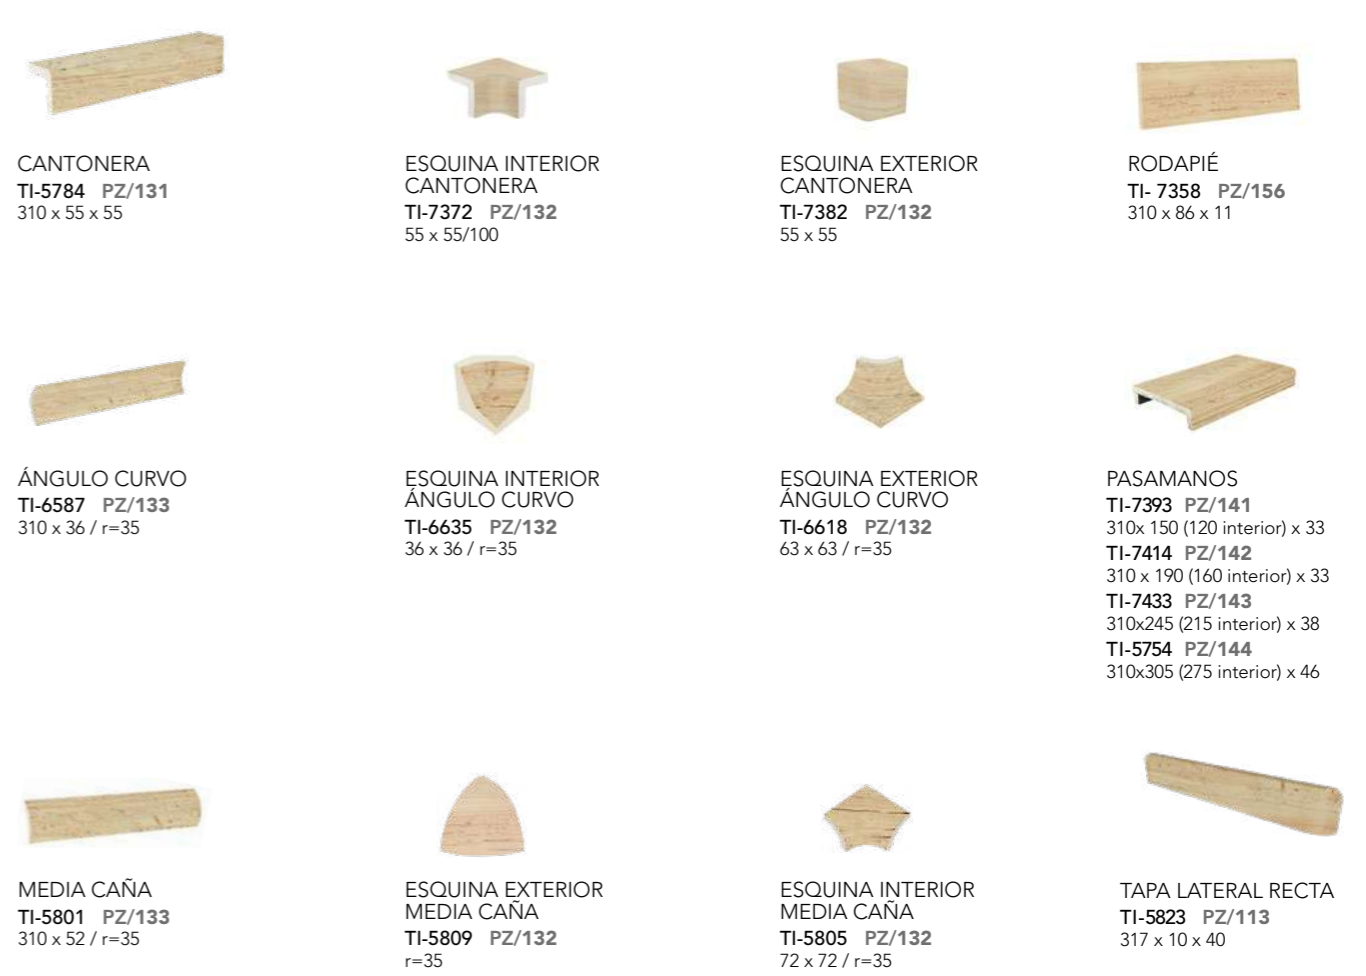 CANTONERA
TI-5784 PZ/131
310 x 55 x 55
ESQUINA INTERIOR
CANTONERA
TI-7372 PZ/132
55 x 55/100
ESQUINA EXTERIOR
CANTONERA
TI-7382 PZ/132
55 x 55
RODAPIÉ
TI- 7358 PZ/156
310 x 86 x 11
ÁNGULO CURVO
TI-6587 PZ/133
310 x 36 / r=35
ESQUINA INTERIOR
ÁNGULO CURVO
TI-6635 PZ/132
36 x 36 / r=35
ESQUINA EXTERIOR
ÁNGULO CURVO
TI-6618 PZ/132
63 x 63 / r=35
PASAMANOS
TI-7393 PZ/141
310x 150 (120 interior) x 33
TI-7414 PZ/142
310 x 190 (160 interior) x 33
TI-7433 PZ/143
310x245 (215 interior) x 38
TI-5754 PZ/144
310x305 (275 interior) x 46
MEDIA CAÑA
TI-5801 PZ/133
310 x 52 / r=35
ESQUINA EXTERIOR
MEDIA CAÑA
TI-5809 PZ/132
r=35
ESQUINA INTERIOR
MEDIA CAÑA
TI-5805 PZ/132
72 x 72 / r=35
TAPA LATERAL RECTA
TI-5823 PZ/113
317 x 10 x 40